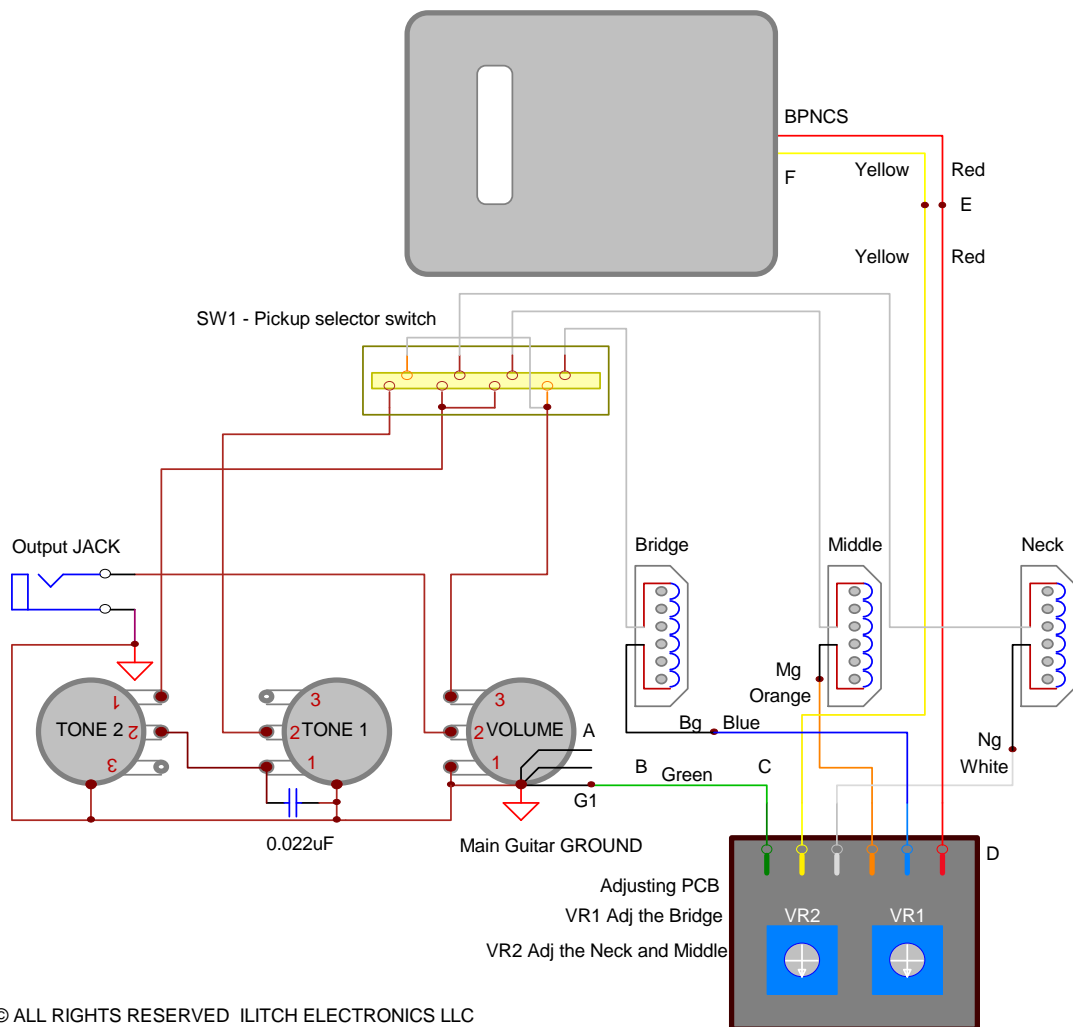 BPNCS
F
Yellow Red
E
Yellow Red
SW1 - Pickup selector switch
Output JACK
Bridge
Middle
Neck
Mg
Orange
Bg Blue
Ng
White
1
2
3
TONE 2
3
2
1
TONE 1
3
2
1
VOLUME
A
B Green C
G1
0.022uF
Main Guitar GROUND
D
Adjusting PCB
VR1 Adj the Bridge
VR2 Adj the Neck and Middle
VR2 VR1
© ALL RIGHTS RESERVED ILITCH ELECTRONICS LLC